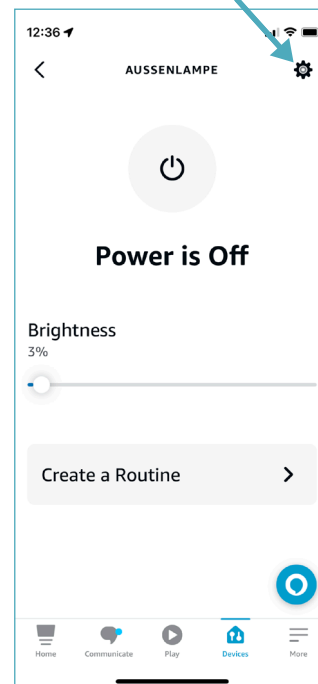 12:36
AUSSENLAMPE
Power is Off
Brightness
3%
Create a Routine
Home Communicate Play Devices More